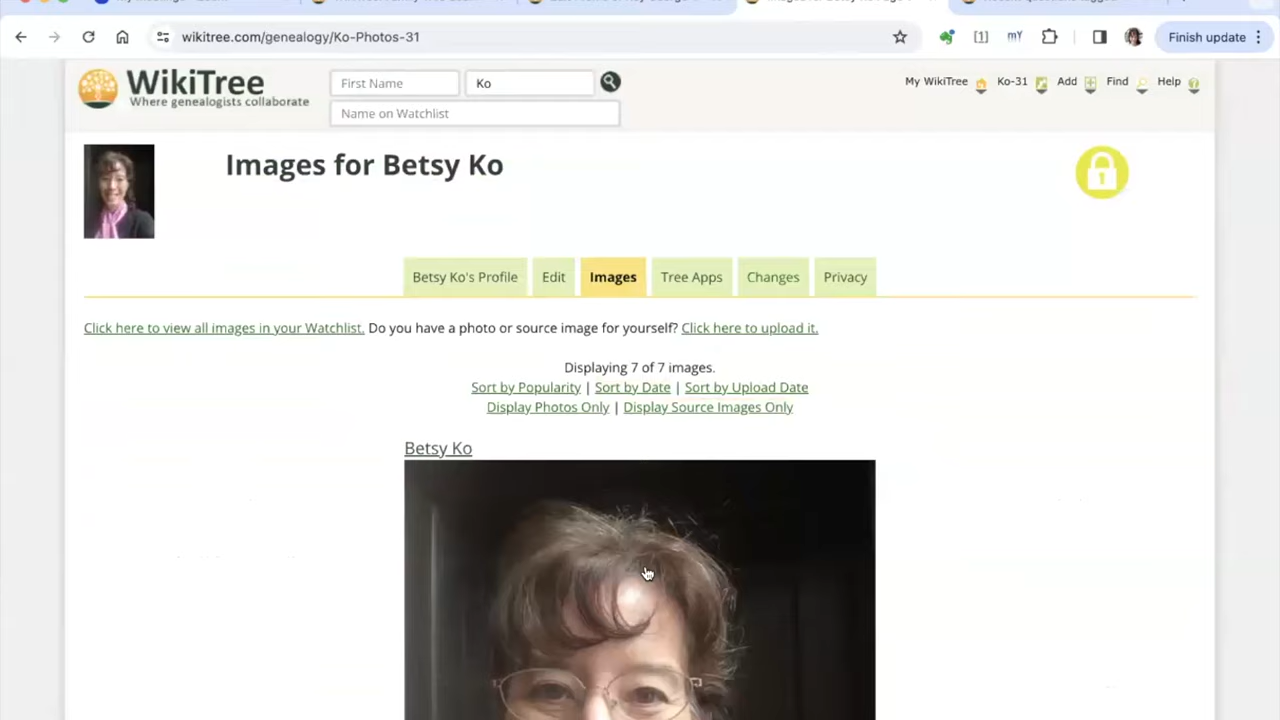 wikitree.com/genealogy/Ko-Photos-31
Finish update
WikiTree
Where genealogists collaborate
First Name
Ko
Name on Watchlist
My WikiTree
Ko-31
Add
Find
Help
Images for Betsy Ko
Betsy Ko's Profile
Edit
Images
Tree Apps
Changes
Privacy
Click here to view all images in your Watchlist. Do you have a photo or source image for yourself? Click here to upload it.
Displaying 7 of 7 images.
Sort by Popularity | Sort by Date | Sort by Upload Date
Display Photos Only | Display Source Images Only
Betsy Ko